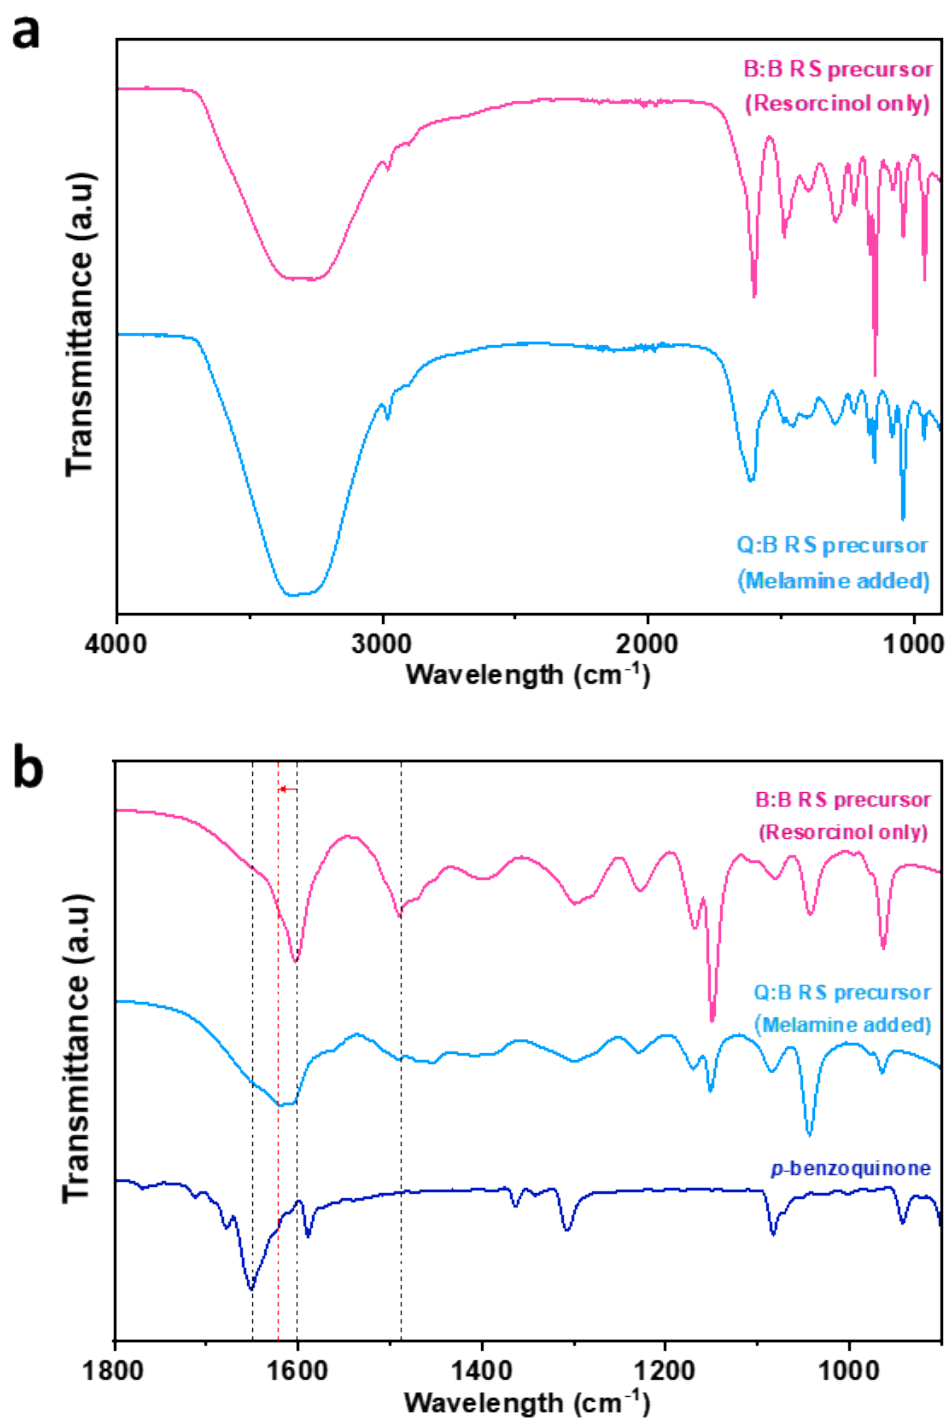 a
B:B RS precursor
(Resorcinol only)
Transmittance (a.u)
Q:B RS precursor
(Melamine added)
4000 3000 2000 1000
Wavelength (cm⁻¹)
b
B:B RS precursor
(Resorcinol only)
Transmittance (a.u)
Q:B RS precursor
(Melamine added)
p-benzoquinone
1800 1600 1400 1200 1000
Wavelength (cm⁻¹)